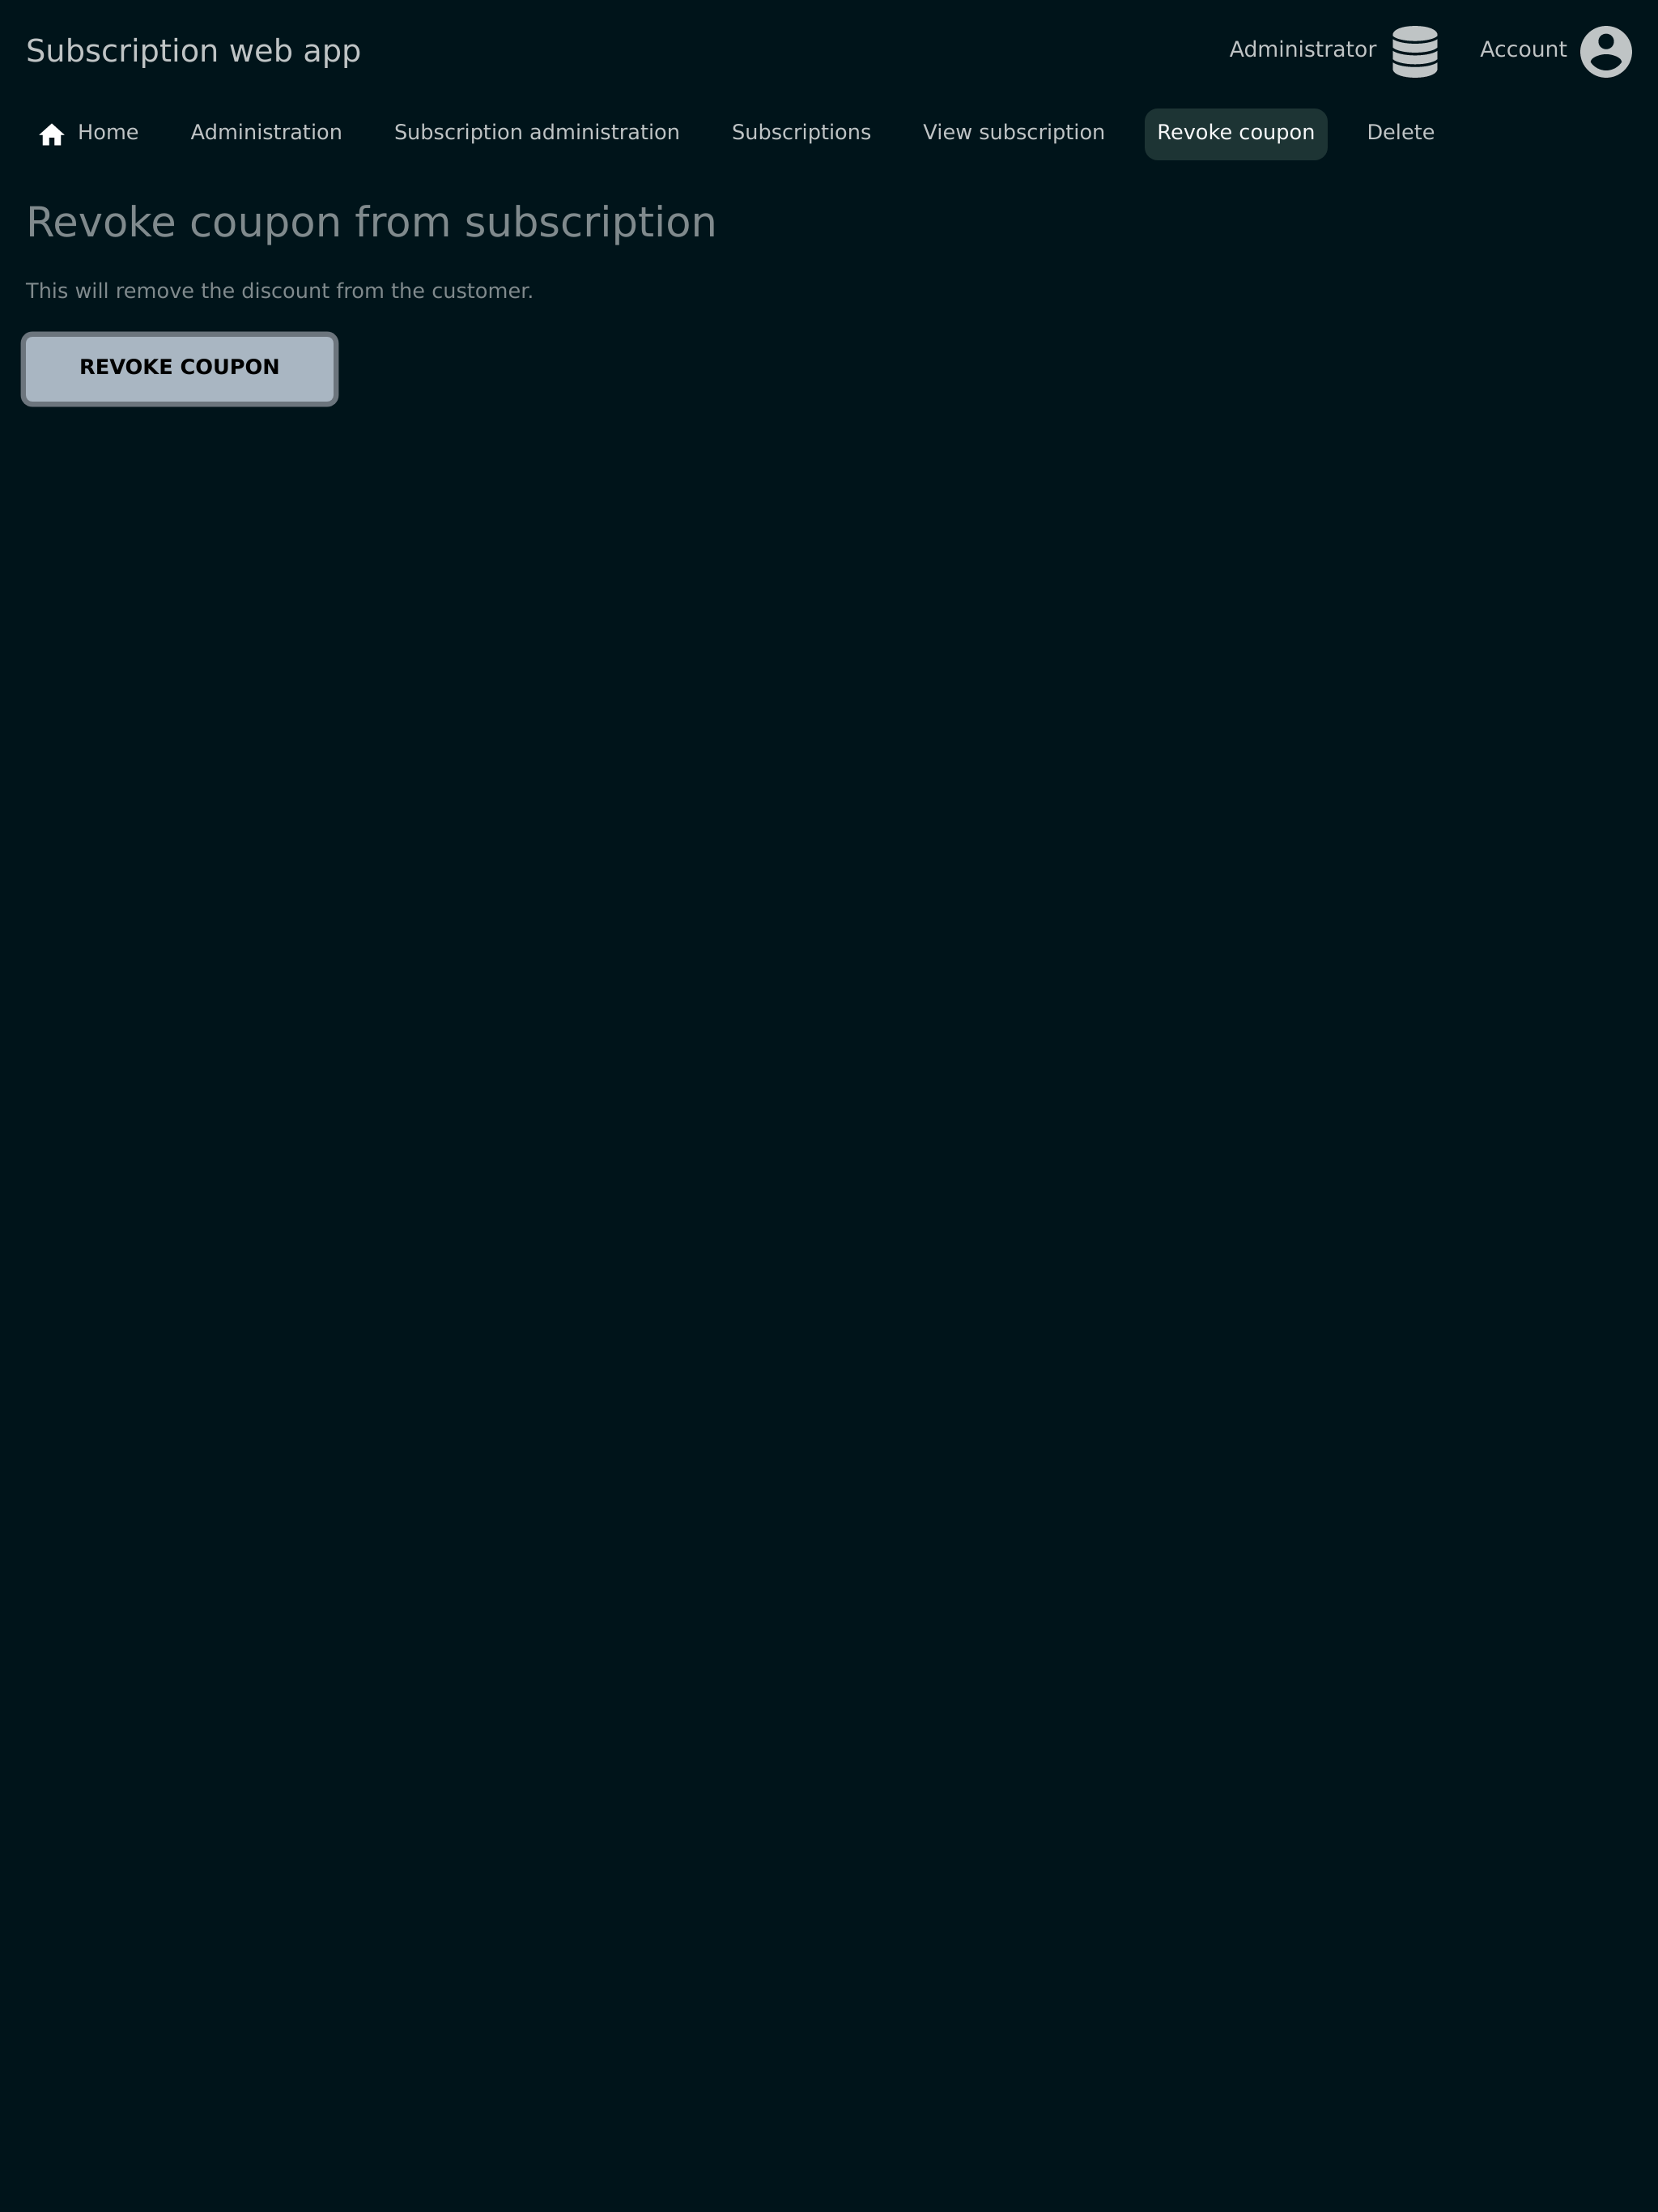 Subscription web app
Administrator
Account
Home
Administration
Subscription administration
Subscriptions
View subscription
Revoke coupon
Delete
Revoke coupon from subscription
This will remove the discount from the customer.
REVOKE COUPON